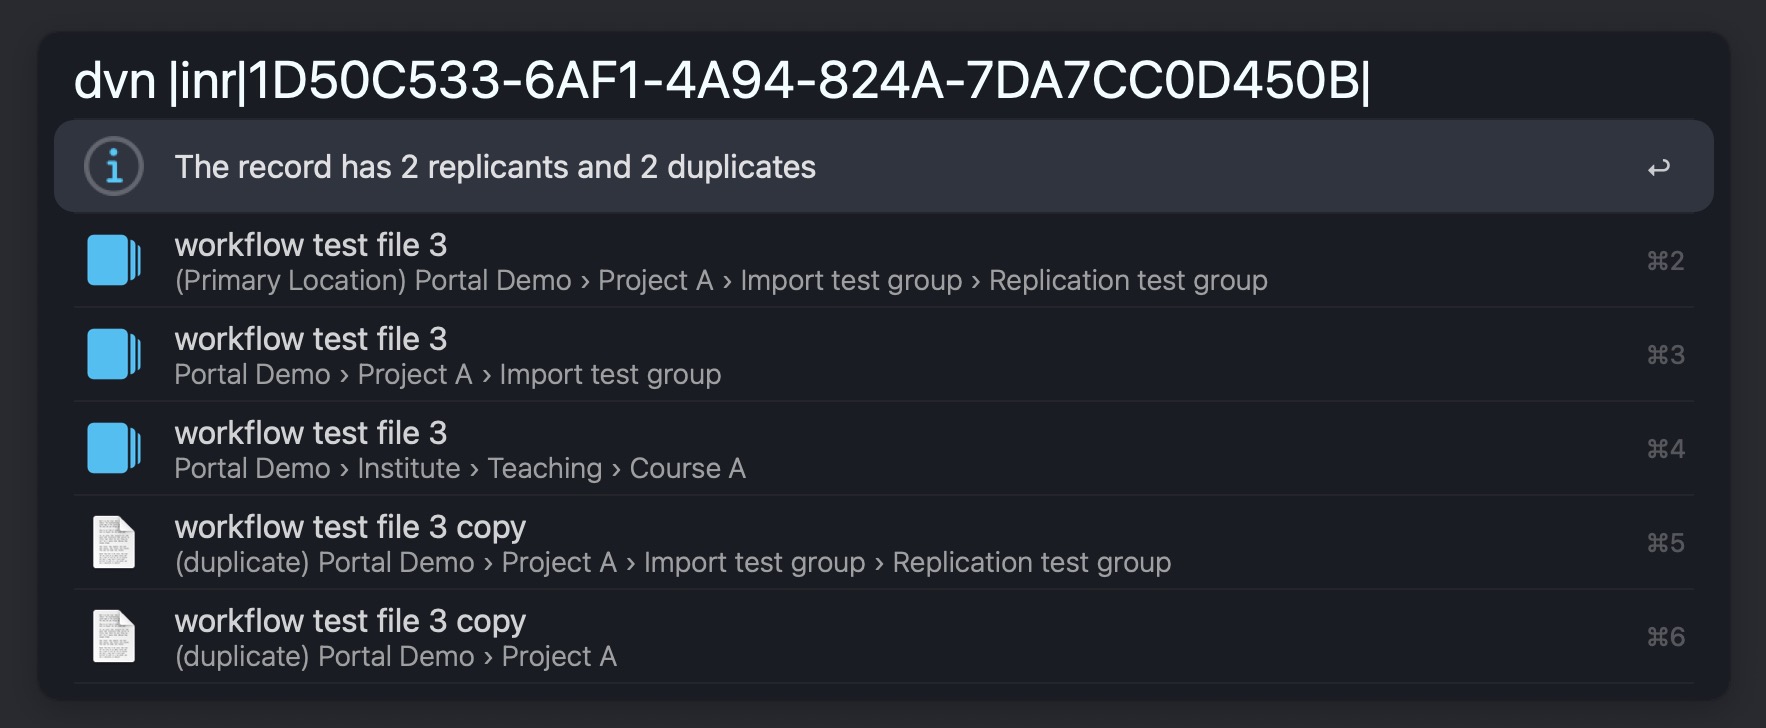 dvn |inr|1D50C533-6AF1-4A94-824A-7DA7CC0D450B|
The record has 2 replicants and 2 duplicates
workflow test file 3
(Primary Location) Portal Demo › Project A › Import test group › Replication test group
⌘2
workflow test file 3
Portal Demo › Project A › Import test group
⌘3
workflow test file 3
Portal Demo › Institute › Teaching › Course A
⌘4
workflow test file 3 copy
(duplicate) Portal Demo › Project A › Import test group › Replication test group
⌘5
workflow test file 3 copy
(duplicate) Portal Demo › Project A
⌘6